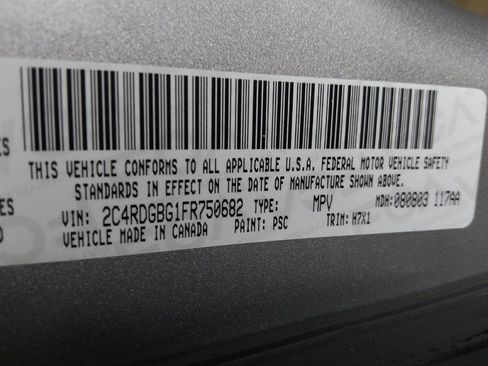 THIS VEHICLE CONFORMS TO ALL APPLICABLE U.S.A. FEDERAL MOTOR VEHICLE SAFETY
STANDARDS IN EFFECT ON THE DATE OF MANUFACTURE SHOWN ABOVE.
VIN: 2C4RDGBG1FR750682 TYPE: MPV MDH: 080803 117AA
VEHICLE MADE IN CANADA PAINT: PSC TRIM: H7X1